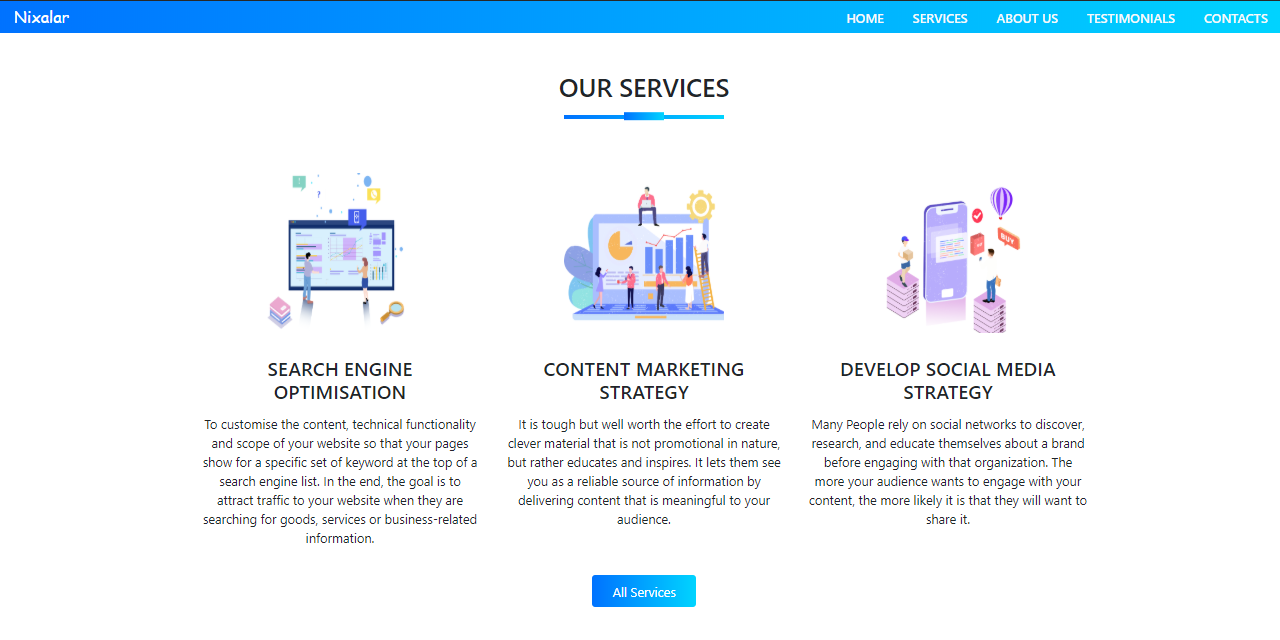 Nixalar
HOME SERVICES ABOUT US TESTIMONIALS CONTACTS
OUR SERVICES
BUY
SEARCH ENGINE
OPTIMISATION
To customise the content, technical functionality
and scope of your website so that your pages
show for a specific set of keyword at the top of a
search engine list. In the end, the goal is to
attract traffic to your website when they are
searching for goods, services or business-related
information.
CONTENT MARKETING
STRATEGY
It is tough but well worth the effort to create
clever material that is not promotional in nature,
but rather educates and inspires. It lets them see
you as a reliable source of information by
delivering content that is meaningful to your
audience.
DEVELOP SOCIAL MEDIA
STRATEGY
Many People rely on social networks to discover,
research, and educate themselves about a brand
before engaging with that organization. The
more your audience wants to engage with your
content, the more likely it is that they will want to
share it.
All Services